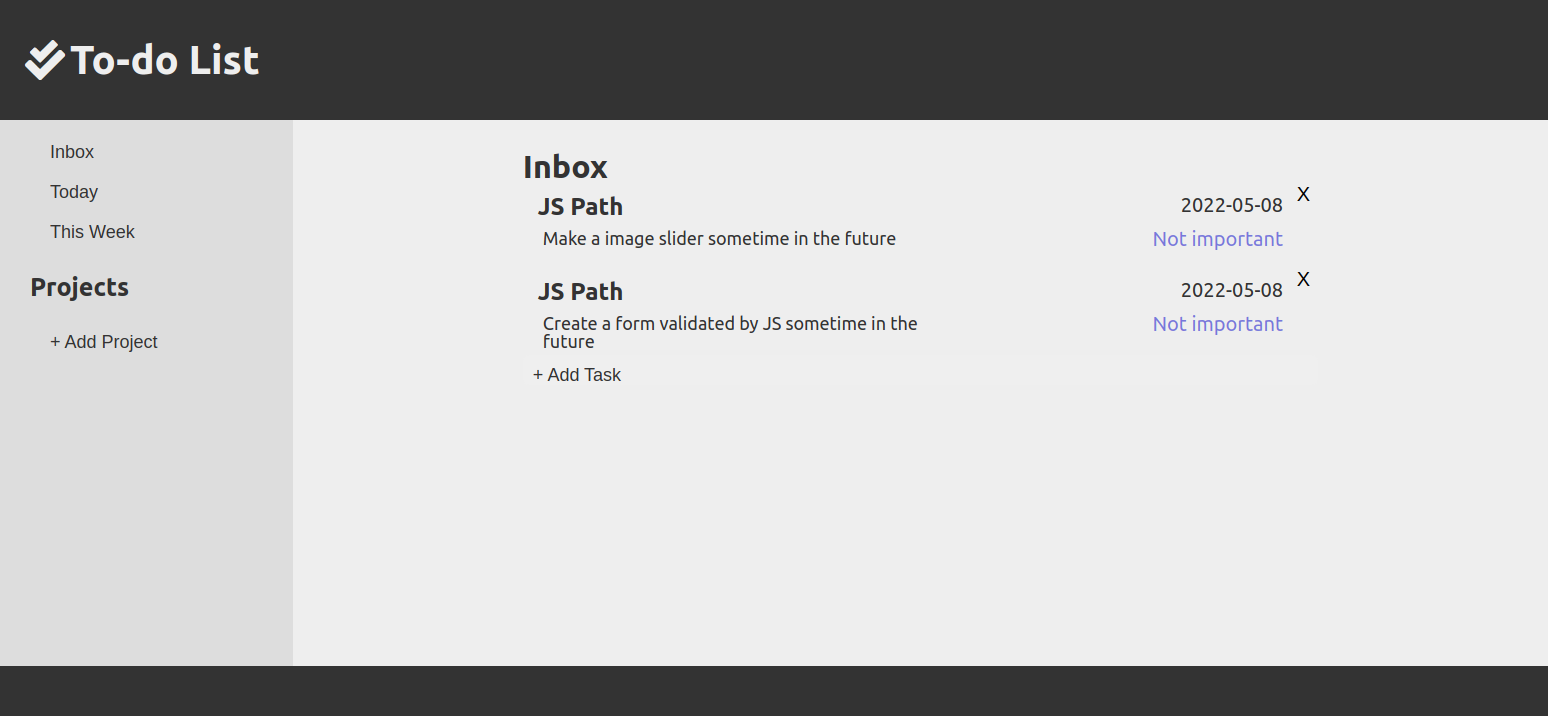 To-do List
Inbox
Today
This Week
Projects
+ Add Project
Inbox
JS Path
2022-05-08
X
Make a image slider sometime in the future
Not important
JS Path
2022-05-08
X
Create a form validated by JS sometime in the
future
Not important
+ Add Task